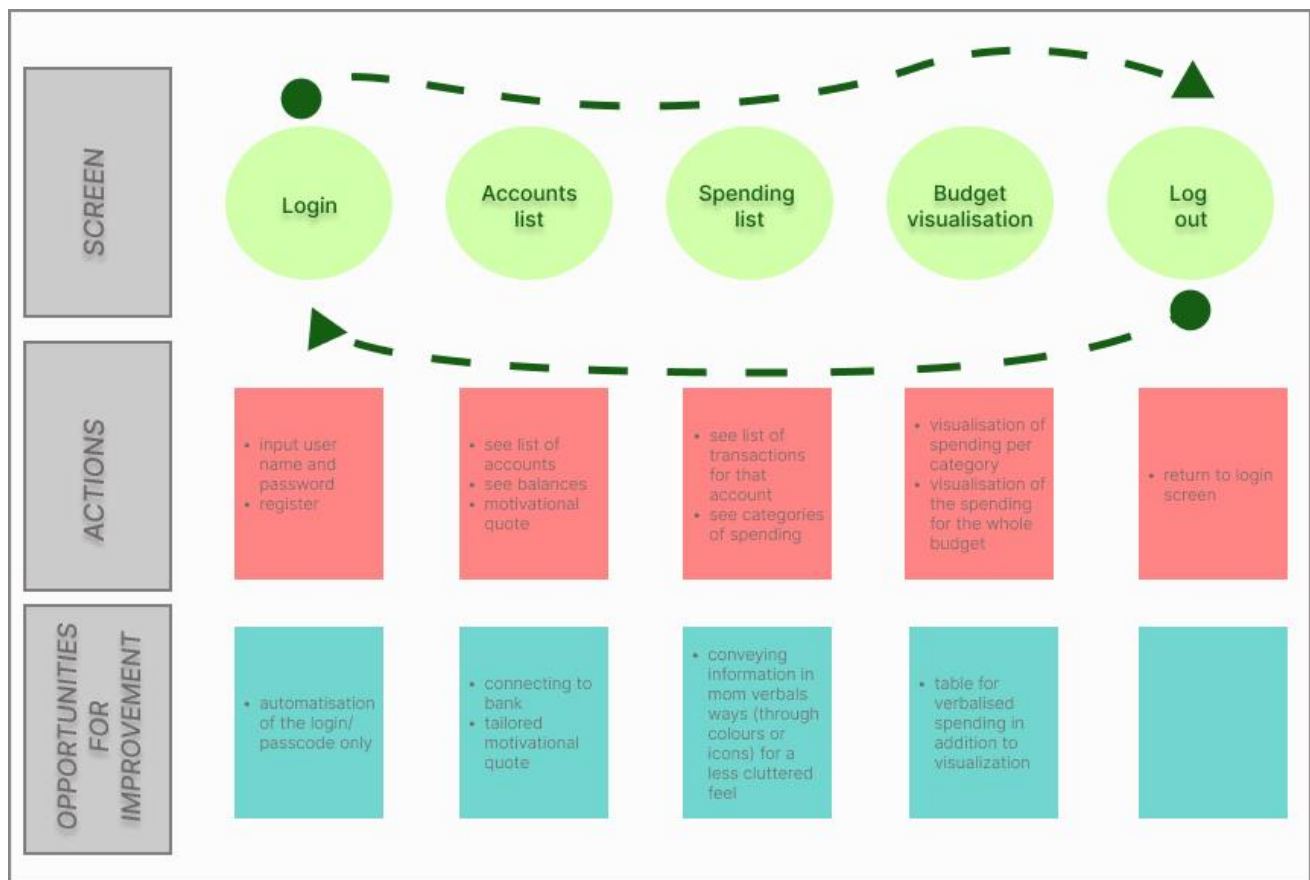 SCREEN
Login
Accounts
list
Spending
list
Budget
visualisation
Log
out
ACTIONS
• input user
name and
password
• register
• see list of
accounts
• see balances
• motivational
quote
• see list of
transactions
for that
account
• see categories
of spending
• visualisation of
spending per
category
• visualisation of
the spending
for the whole
budget
• return to login
screen
OPPORTUNITIES
FOR
IMPROVEMENT
• automatisation
of the login/
passcode only
• connecting to
bank
• tailored
motivational
quote
• conveying
information in
mom verbals
ways (through
colours or
icons) for a
less cluttered
feel
• table for
verbalised
spending in
addition to
visualization